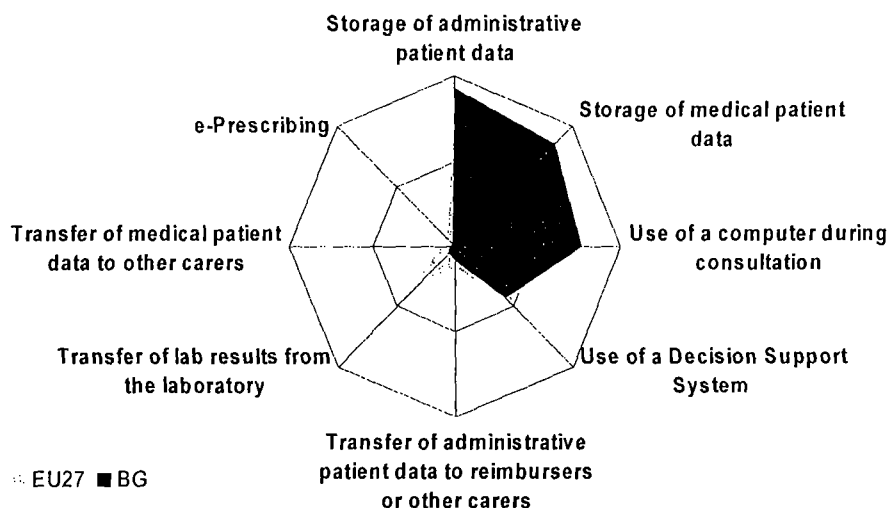 Storage of administrative
patient data
e-Prescribing
Storage of medical patient
data
Transfer of medical patient
data to other carers
Use of a computer during
consultation
Transfer of lab results from
the laboratory
Use of a Decision Support
System
Transfer of administrative
patient data to reimbursers
or other carers
EU27 BG